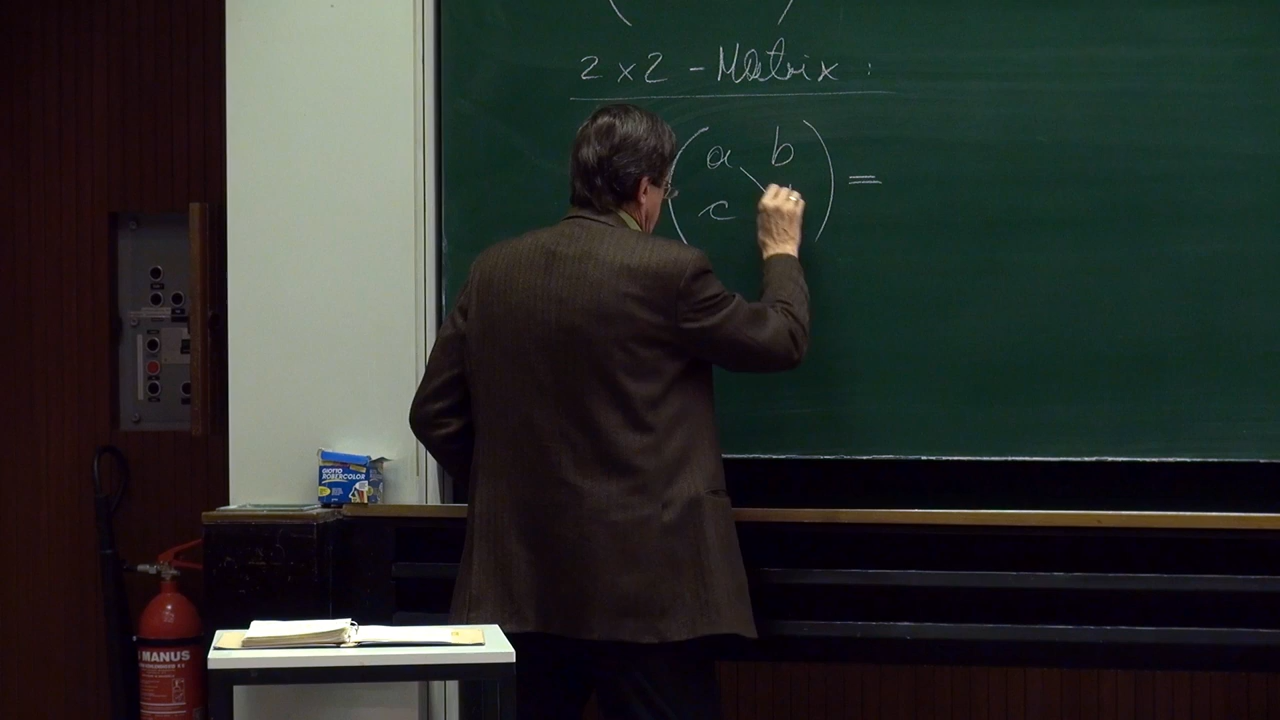 2 x 2 - Matrix :
( a b ) =
c
GIOTTO
ROBERCOLOR
MANUS